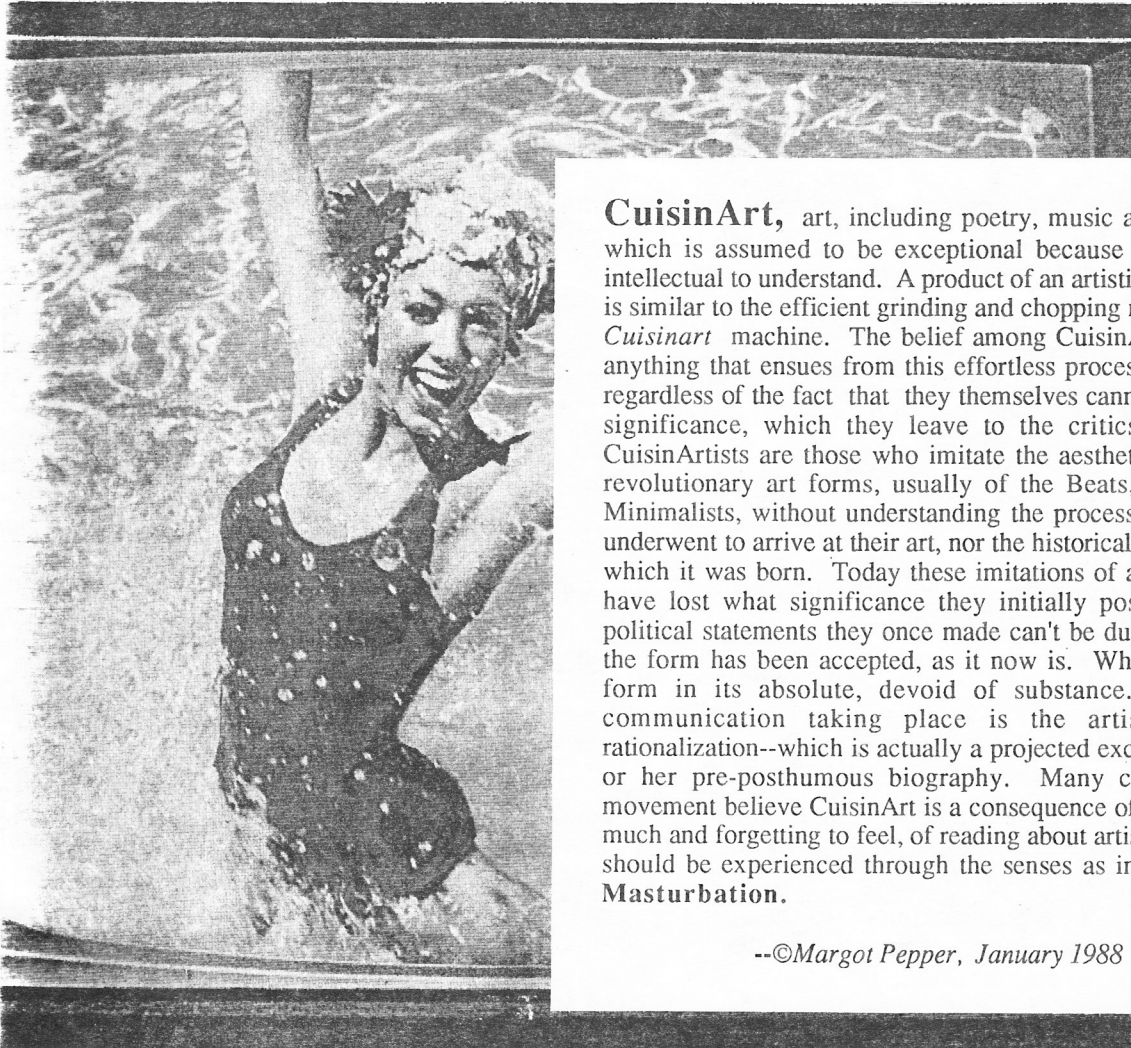 CuisinArt, art, including poetry, music a
which is assumed to be exceptional because
intellectual to understand. A product of an artisti
is similar to the efficient grinding and chopping
Cuisinart machine. The belief among Cuisin
anything that ensues from this effortless proces
regardless of the fact that they themselves cann
significance, which they leave to the critics
CuisinArtists are those who imitate the aesthet
revolutionary art forms, usually of the Beats,
Minimalists, without understanding the process
underwent to arrive at their art, nor the historical
which it was born. Today these imitations of a
have lost what significance they initially pos
political statements they once made can't be du
the form has been accepted, as it now is. Wh
form in its absolute, devoid of substance.
communication taking place is the arti
rationalization--which is actually a projected exc
or her pre-posthumous biography. Many c
movement believe CuisinArt is a consequence of
much and forgetting to feel, of reading about arti
should be experienced through the senses as in
Masturbation.
--©Margot Pepper, January 1988